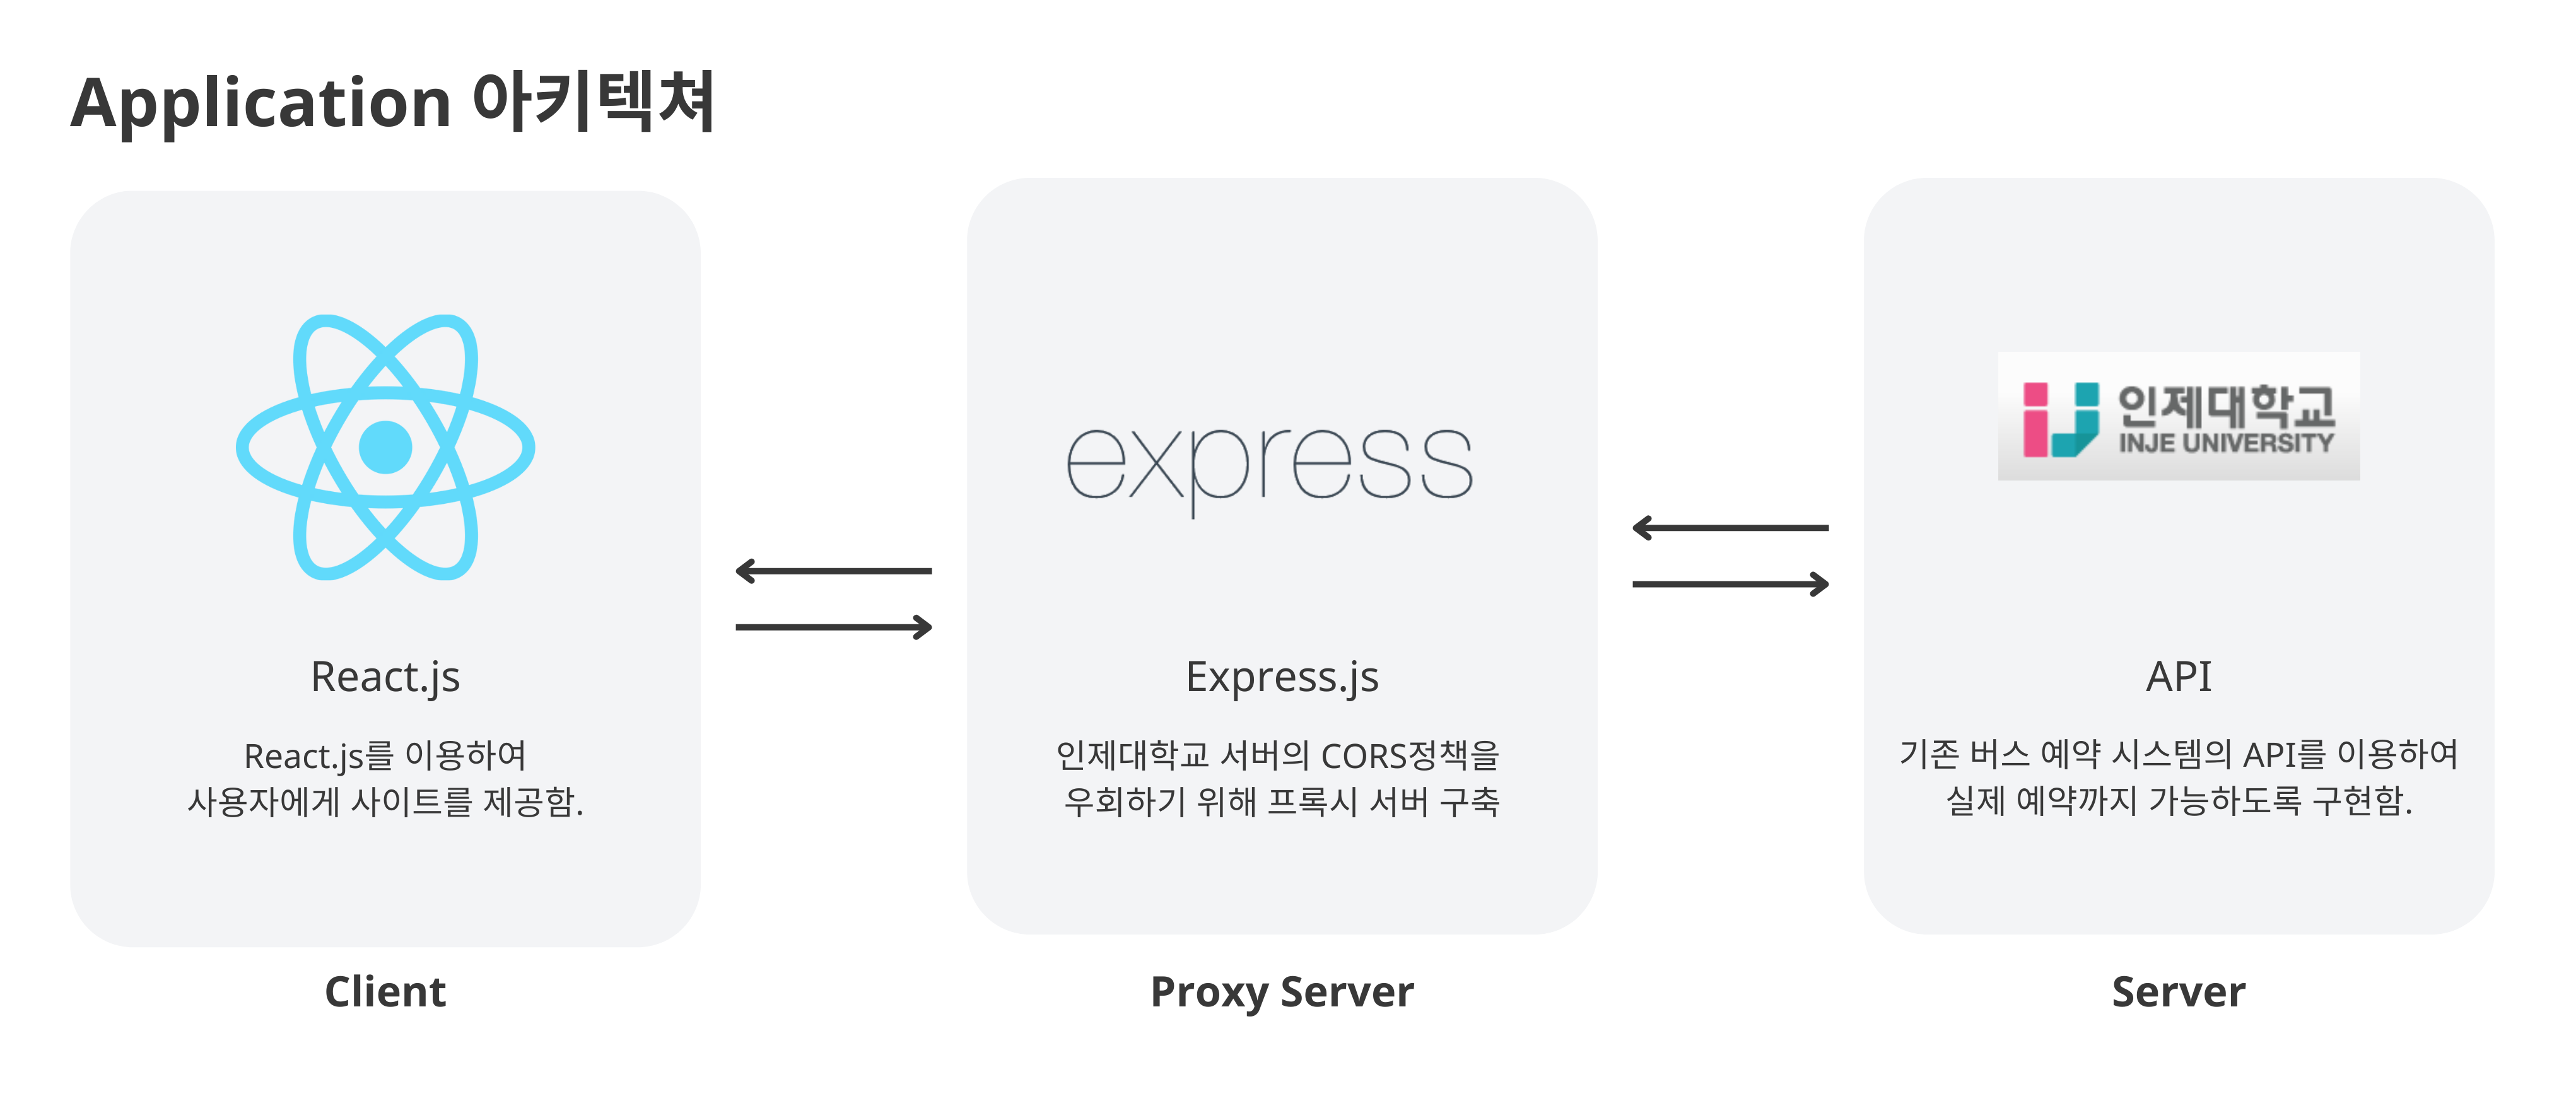 Application 아키텍쳐
express
인제대학교
INJE UNIVERSITY
React.js
React.js를 이용하여
사용자에게 사이트를 제공함.
Client
Express.js
인제대학교 서버의 CORS정책을
우회하기 위해 프록시 서버 구축
Proxy Server
API
기존 버스 예약 시스템의 API를 이용하여
실제 예약까지 가능하도록 구현함.
Server